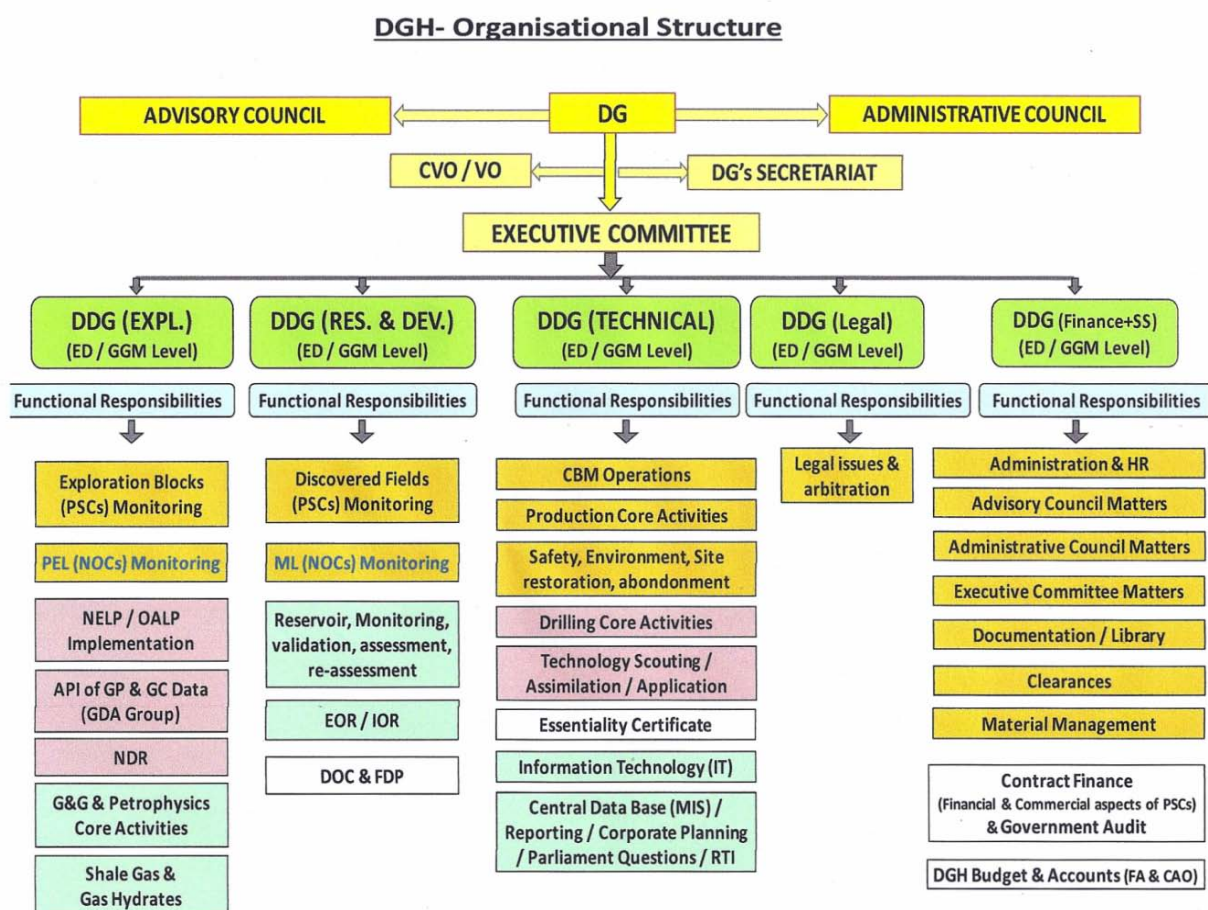 DGH- Organisational Structure
ADVISORY COUNCIL
DG
ADMINISTRATIVE COUNCIL
CVO / VO
DG's SECRETARIAT
EXECUTIVE COMMITTEE
DDG (EXPL.)
(ED / GGM Level)
DDG (RES. & DEV.)
(ED / GGM Level)
DDG (TECHNICAL)
(ED / GGM Level)
DDG (Legal)
(ED / GGM Level)
DDG (Finance+SS)
(ED / GGM Level)
Functional Responsibilities
Functional Responsibilities
Functional Responsibilities
Functional Responsibilities
Functional Responsibilities
Exploration Blocks
(PSCs) Monitoring
PEL (NOCs) Monitoring
NELP / OALP
Implementation
API of GP & GC Data
(GDA Group)
NDR
G&G & Petrophysics
Core Activities
Shale Gas &
Gas Hydrates
Discovered Fields
(PSCs) Monitoring
ML (NOCs) Monitoring
Reservoir, Monitoring,
validation, assessment,
re-assessment
EOR / IOR
DOC & FDP
CBM Operations
Production Core Activities
Safety, Environment, Site
restoration, abondonment
Drilling Core Activities
Technology Scouting /
Assimilation / Application
Essentiality Certificate
Information Technology (IT)
Central Data Base (MIS) /
Reporting / Corporate Planning
/ Parliament Questions / RTI
Legal issues &
arbitration
Administration & HR
Advisory Council Matters
Administrative Council Matters
Executive Committee Matters
Documentation / Library
Clearances
Material Management
Contract Finance
(Financial & Commercial aspects of PSCs)
& Government Audit
DGH Budget & Accounts (FA & CAO)